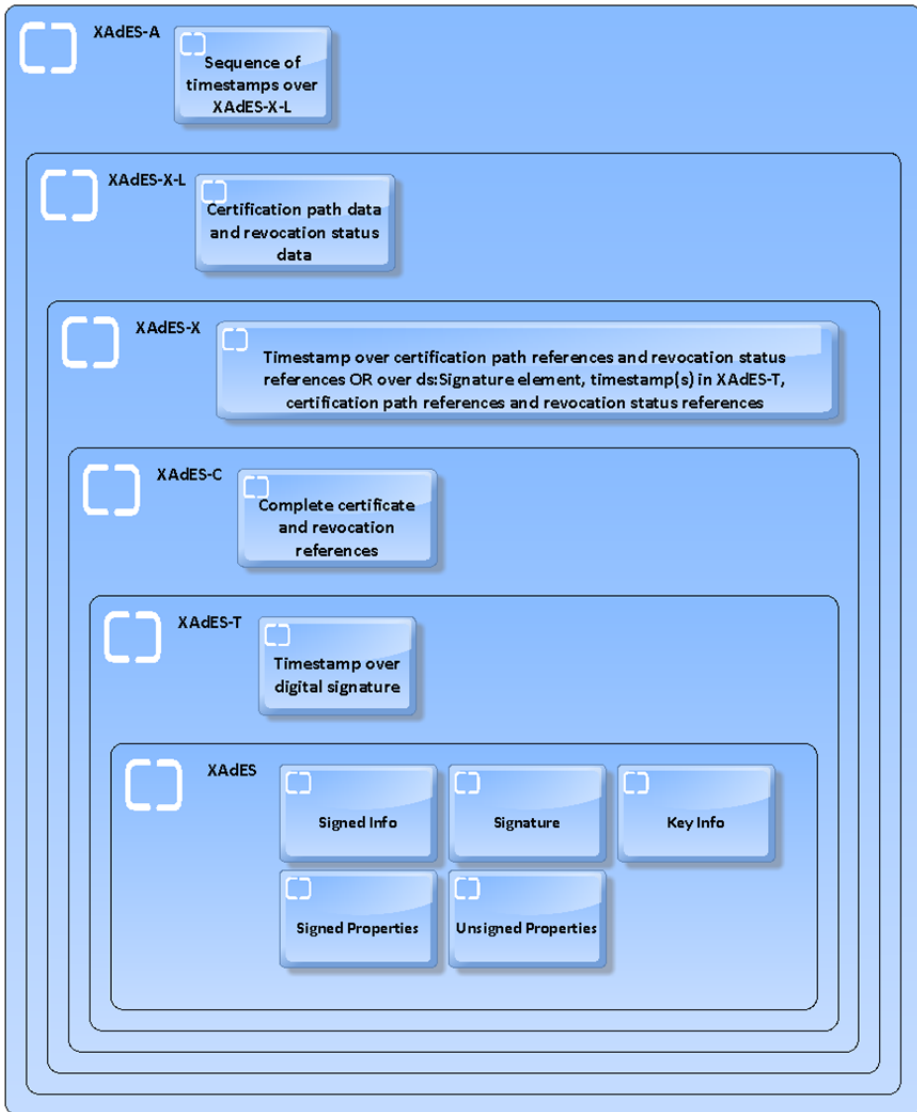 XAdES-A
Sequence of
timestamps over
XAdES-X-L
XAdES-X-L
Certification path data
and revocation status
data
XAdES-X
Timestamp over certification path references and revocation status
references OR over ds:Signature element, timestamp(s) in XAdES-T,
certification path references and revocation status references
XAdES-C
Complete certificate
and revocation
references
XAdES-T
Timestamp over
digital signature
XAdES
Signed Info
Signature
Key Info
Signed Properties
Unsigned Properties